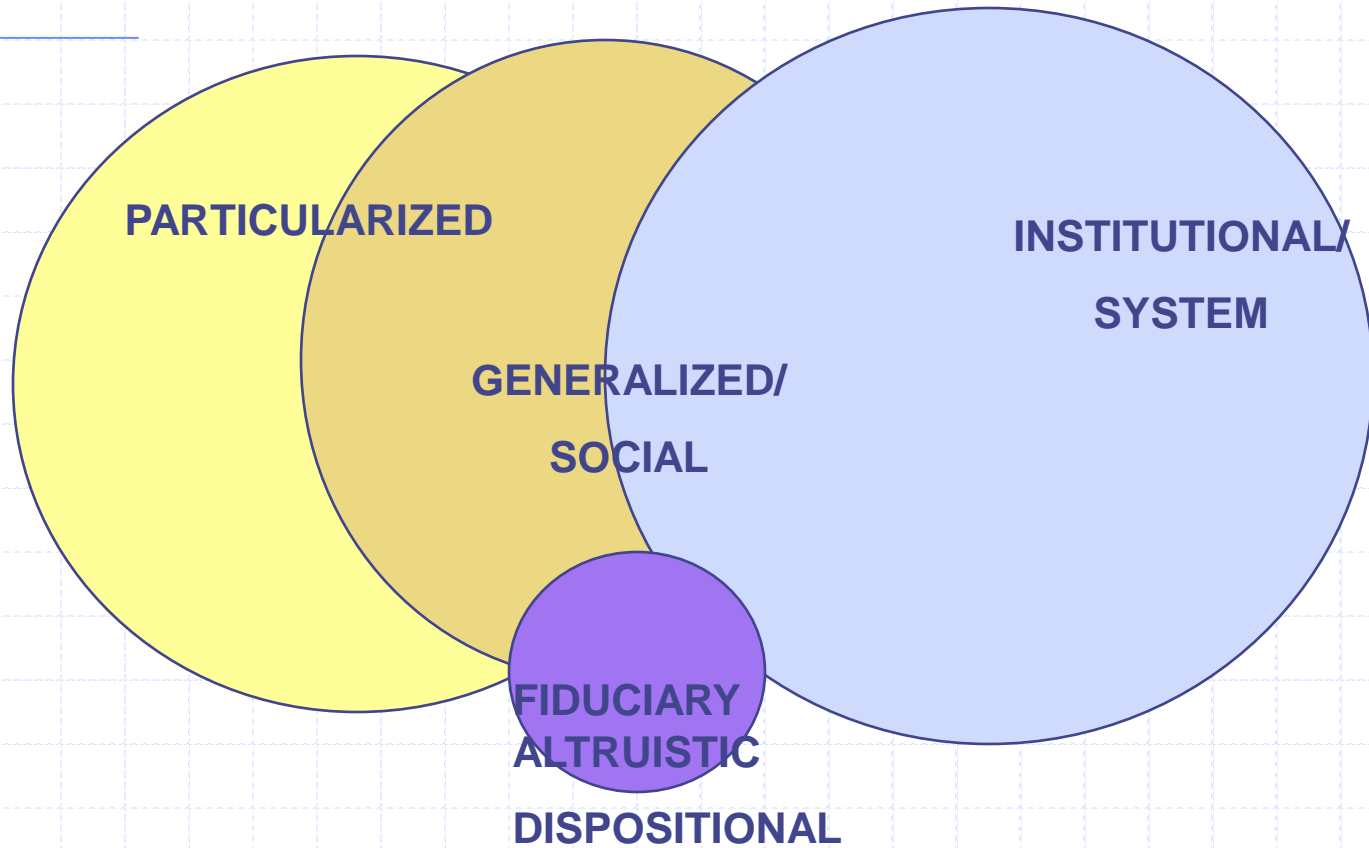 PARTICULARIZED
INSTITUTIONAL/
SYSTEM
GENERALIZED/
SOCIAL
FIDUCIARY
ALTRUISTIC
DISPOSITIONAL